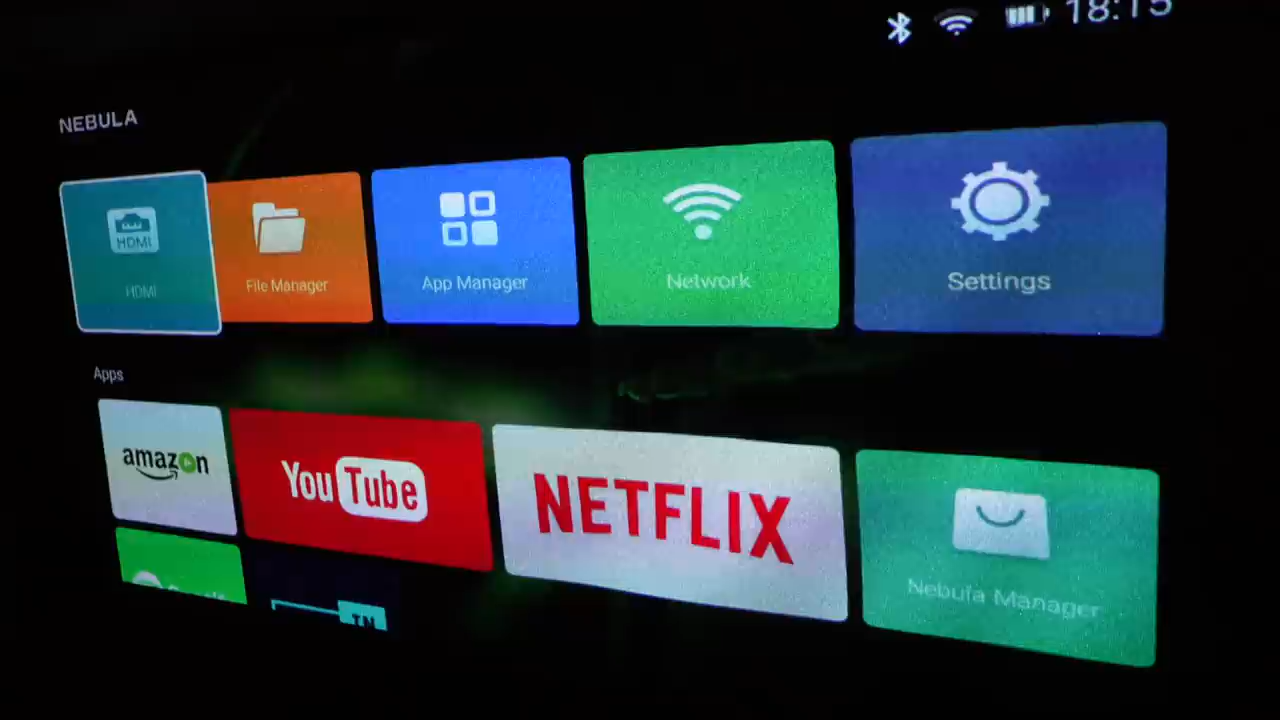 18:15
NEBULA
HDMI
HDMI
File Manager
App Manager
Network
Settings
Apps
amazon
YouTube
NETFLIX
Nebula Manager